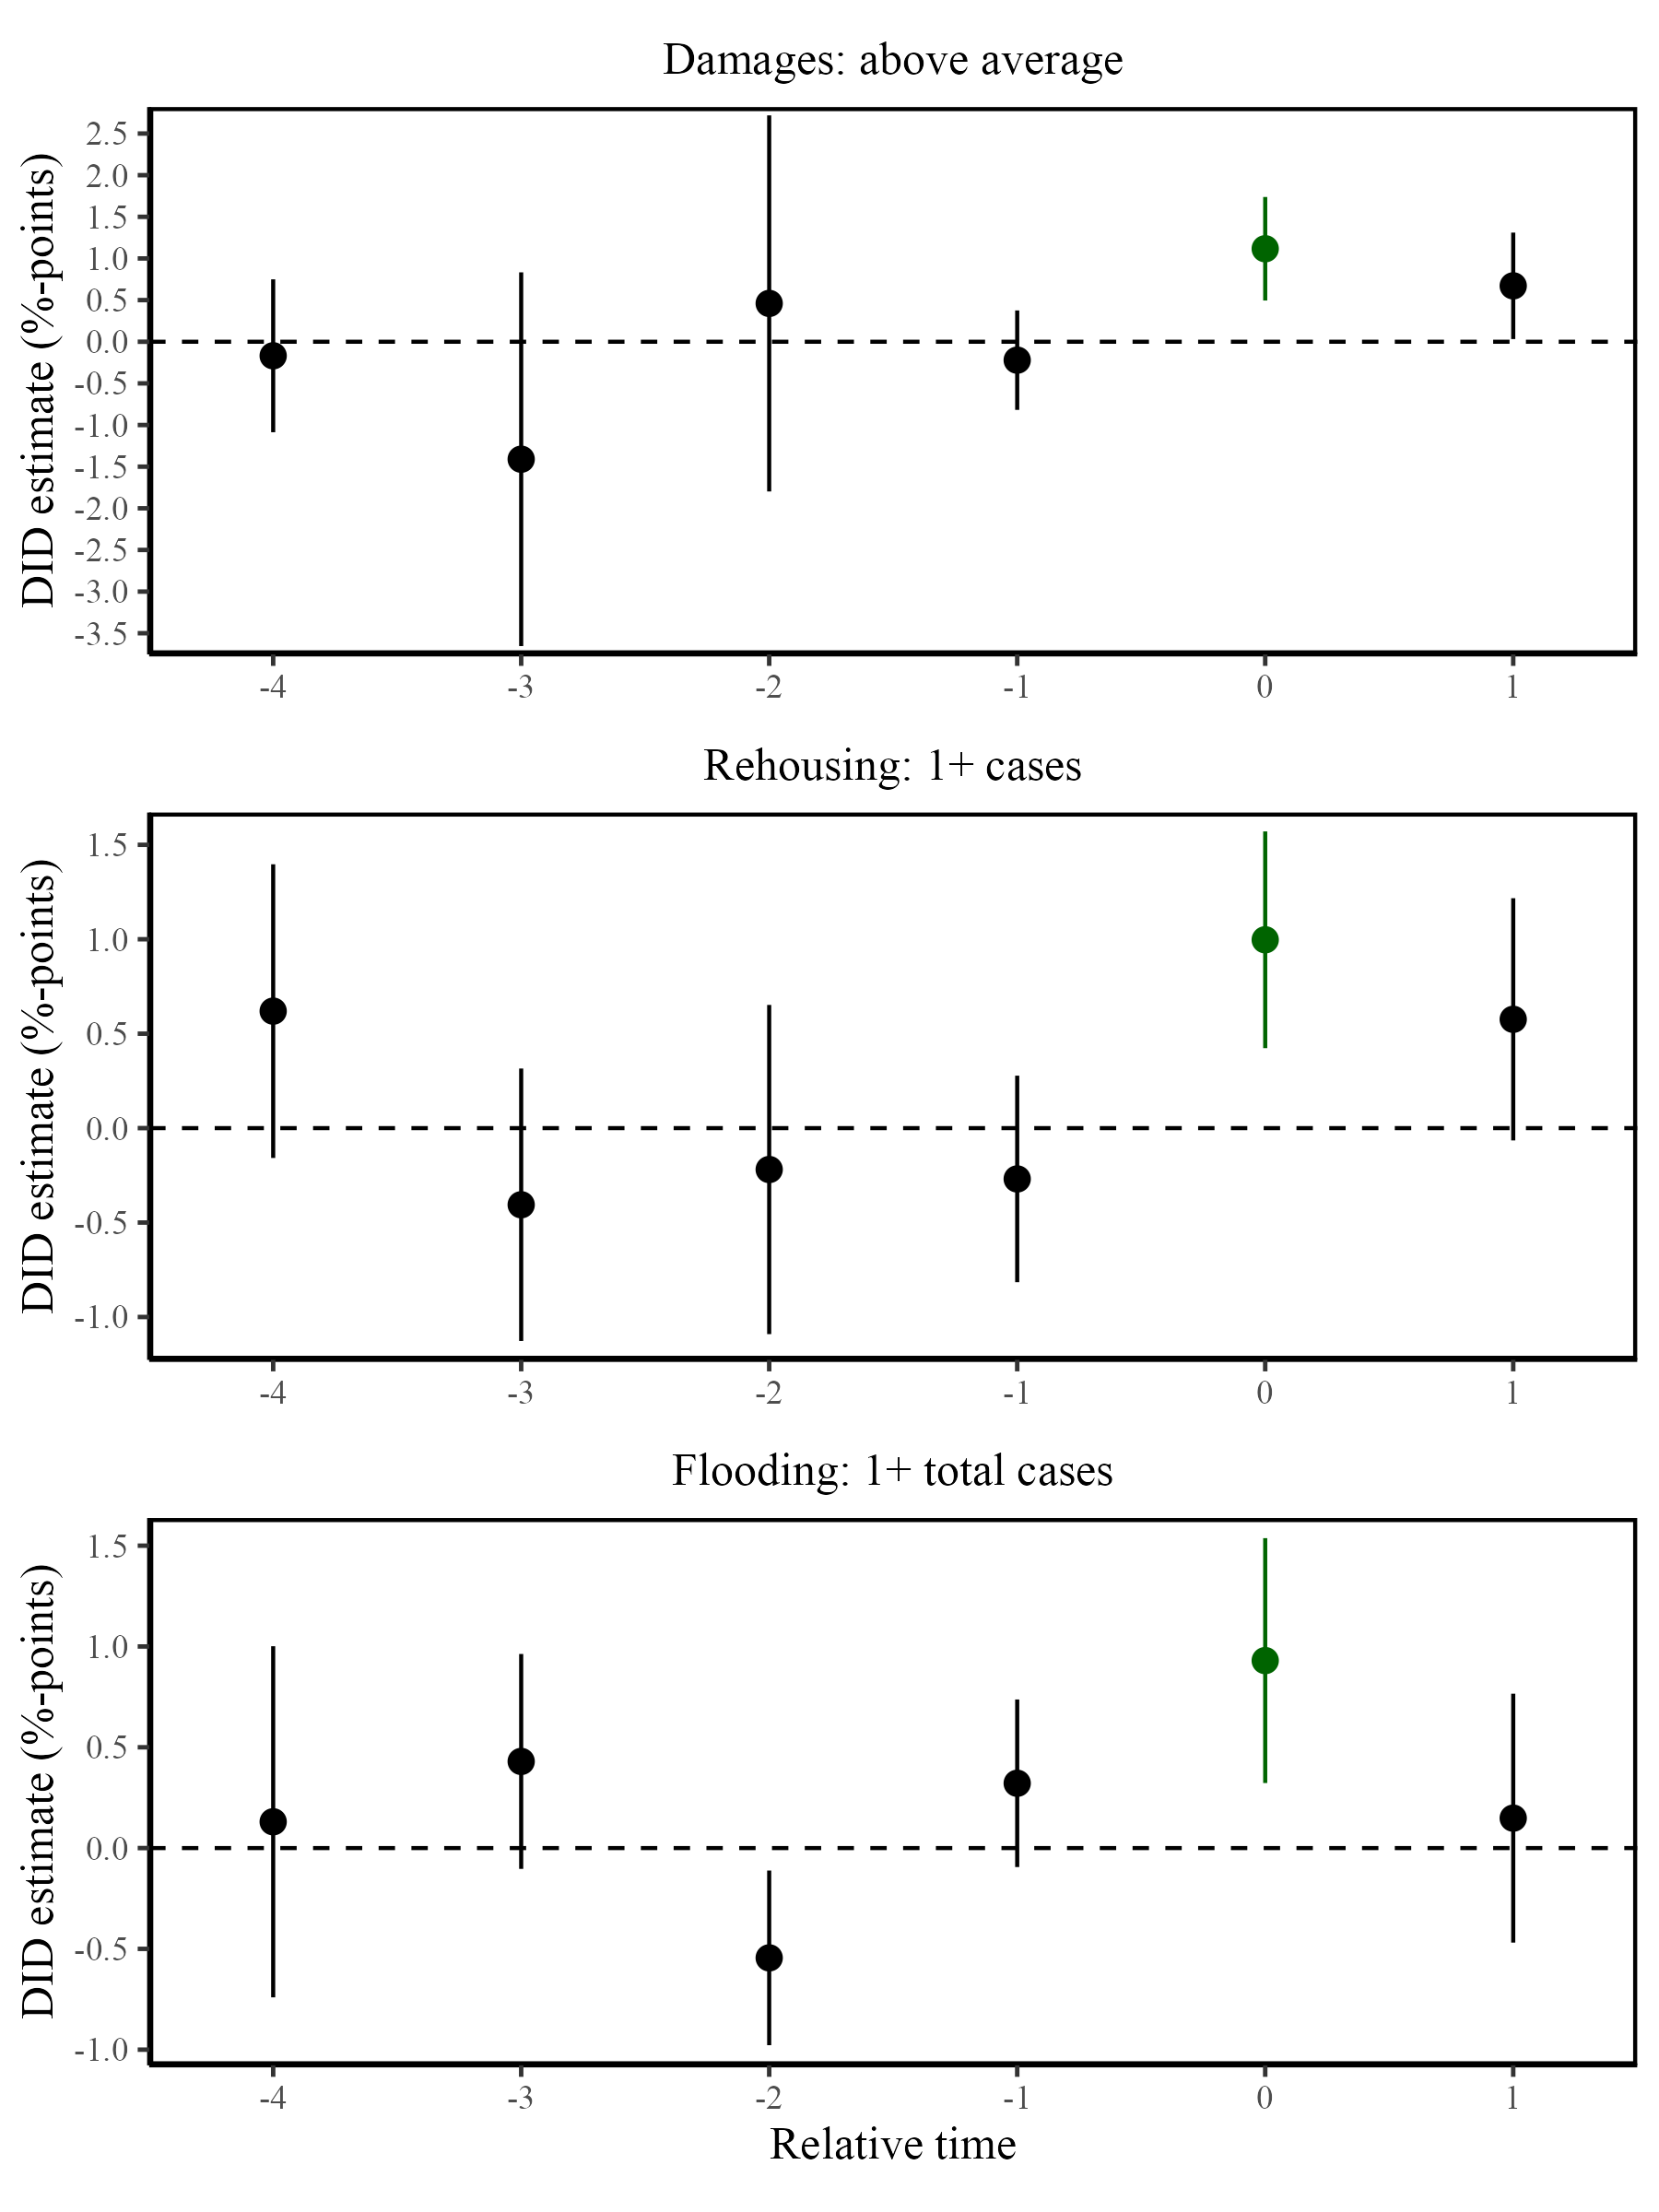 Damages: above average
DID estimate (%-points)
2.5
2.0
1.5
1.0
0.5
0.0
-0.5
-1.0
-1.5
-2.0
-2.5
-3.0
-3.5
-4 -3 -2 -1 0 1
Rehousing: 1+ cases
DID estimate (%-points)
1.5
1.0
0.5
0.0
-0.5
-1.0
-4 -3 -2 -1 0 1
Flooding: 1+ total cases
DID estimate (%-points)
1.5
1.0
0.5
0.0
-0.5
-1.0
-4 -3 -2 -1 0 1
Relative time